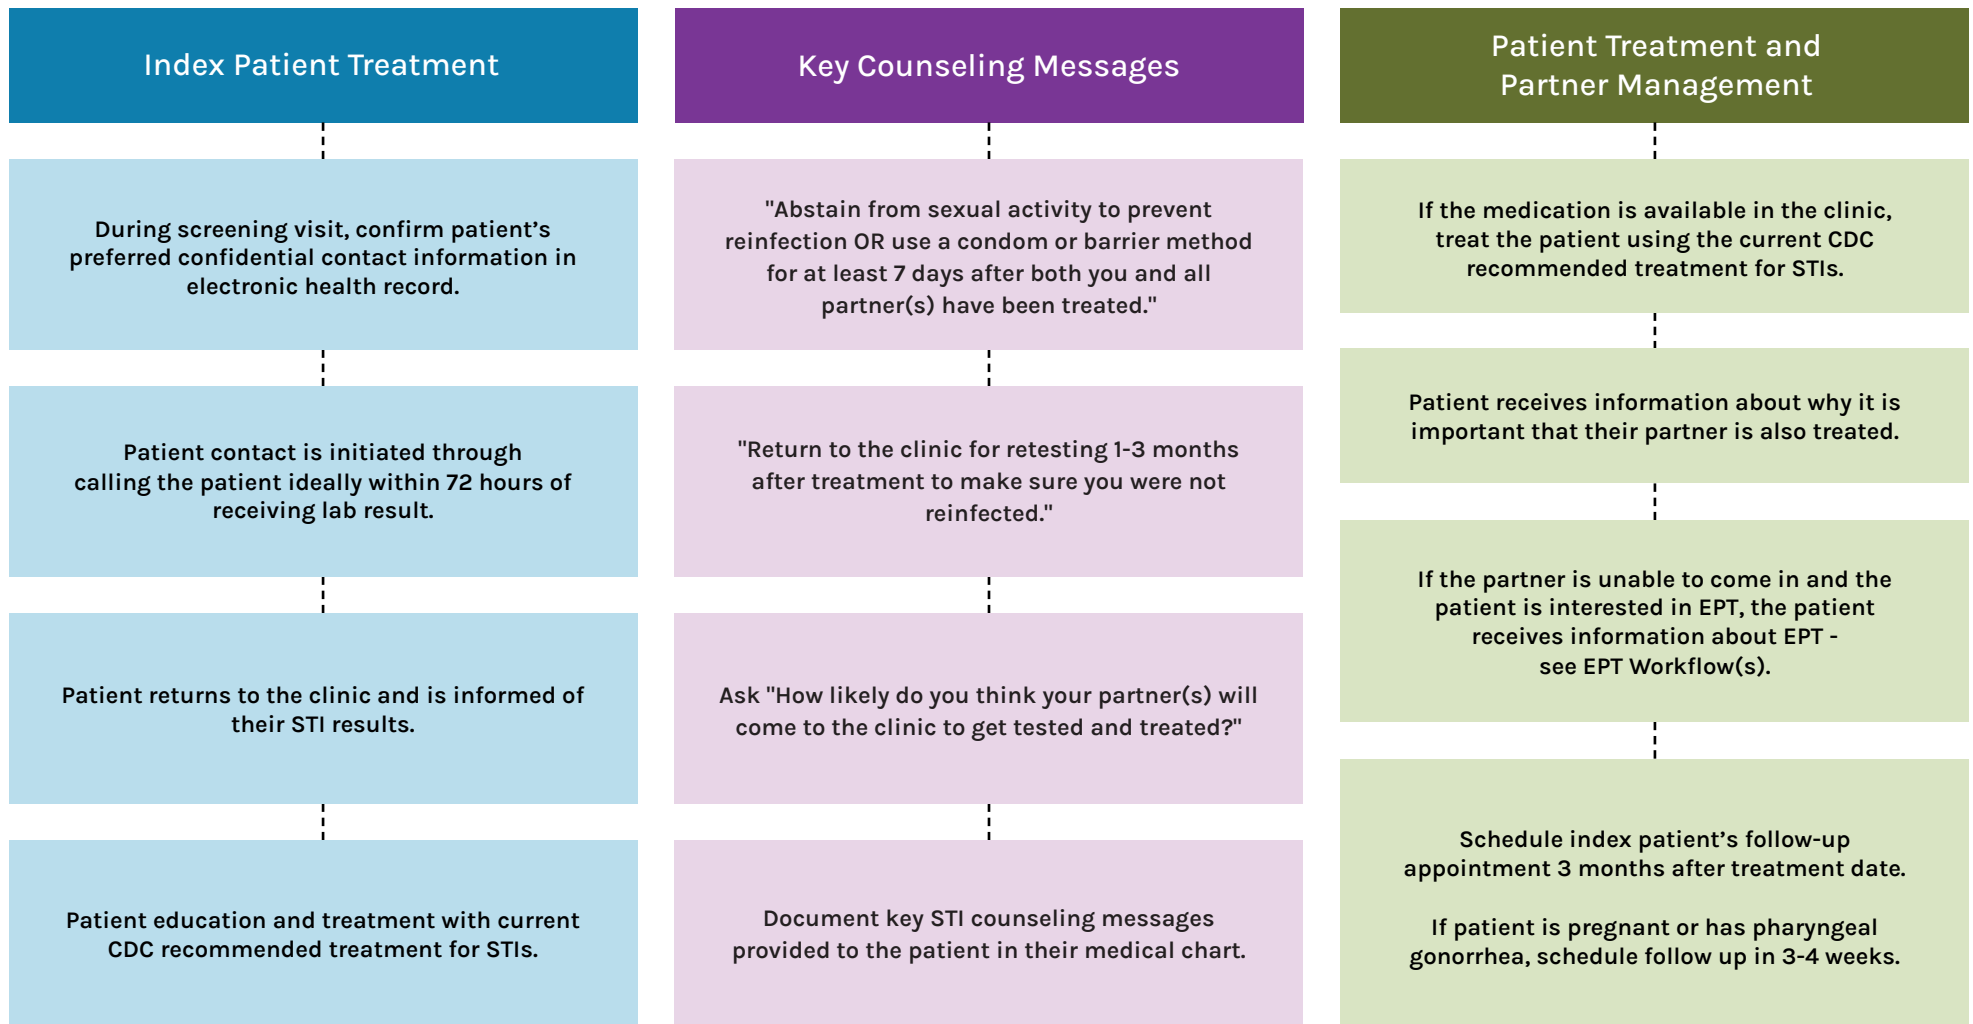 Index Patient Treatment
During screening visit, confirm patient’s
preferred confidential contact information in
electronic health record.
Patient contact is initiated through
calling the patient ideally within 72 hours of
receiving lab result.
Patient returns to the clinic and is informed of
their STI results.
Patient education and treatment with current
CDC recommended treatment for STIs.
Key Counseling Messages
"Abstain from sexual activity to prevent
reinfection OR use a condom or barrier method
for at least 7 days after both you and all
partner(s) have been treated."
"Return to the clinic for retesting 1-3 months
after treatment to make sure you were not
reinfected."
Ask "How likely do you think your partner(s) will
come to the clinic to get tested and treated?"
Document key STI counseling messages
provided to the patient in their medical chart.
Patient Treatment and
Partner Management
If the medication is available in the clinic,
treat the patient using the current CDC
recommended treatment for STIs.
Patient receives information about why it is
important that their partner is also treated.
If the partner is unable to come in and the
patient is interested in EPT, the patient
receives information about EPT -
see EPT Workflow(s).
Schedule index patient’s follow-up
appointment 3 months after treatment date.
If patient is pregnant or has pharyngeal
gonorrhea, schedule follow up in 3-4 weeks.